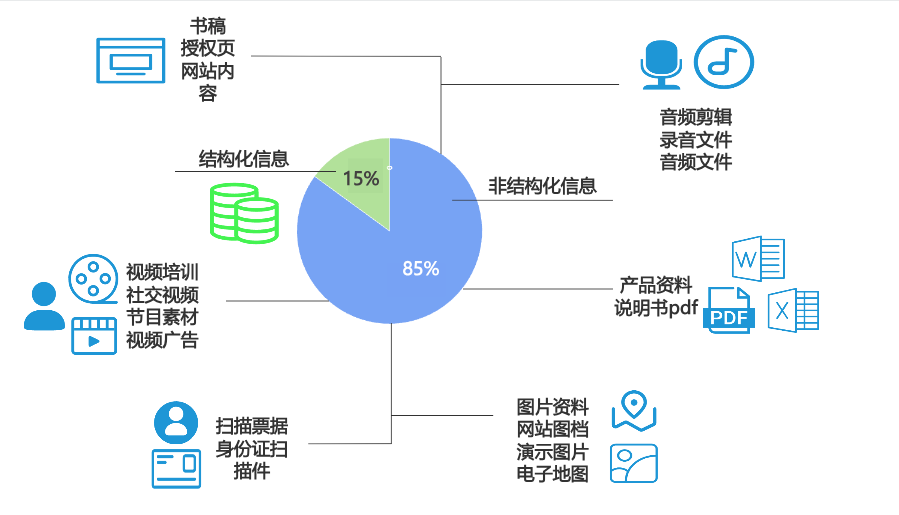 书稿
授权页
网站内
容
音频剪辑
录音文件
音频文件
结构化信息
15%
非结构化信息
85%
视频培训
社交视频
节目素材
视频广告
产品资料
说明书pdf
W
X
PDF
扫描票据
身份证扫
描件
图片资料
网站图档
演示图片
电子地图